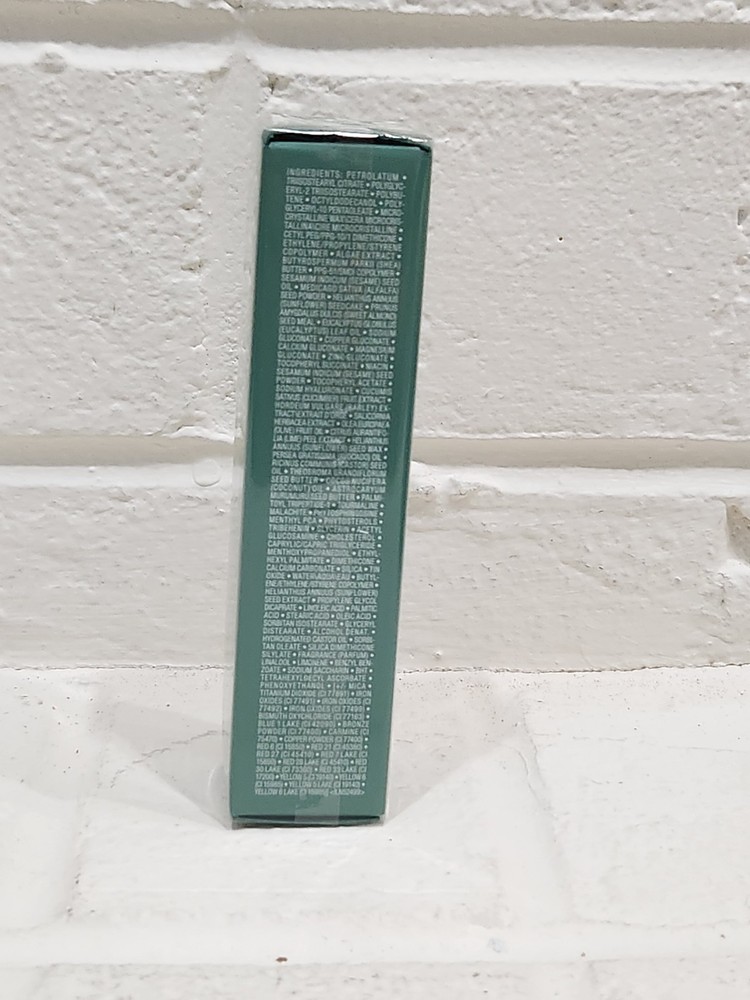 INGREDIENTS: PETROLATUM •
TRIISOSTEARYL CITRATE • POLYGLYC-
ERYL-2 TRIISOSTEARATE • POLYBU-
TENE • OCTYLDODECANOL • POLY-
GLYCERYL-10 PENTAOLEATE • MICRO-
CRYSTALLINE WAX\CERA MICROCRIS-
TALLINA\CIRE MICROCRISTALLINE •
CETYL PEG/PPG-10/1 DIMETHICONE •
ETHYLENE/PROPYLENE/STYRENE
COPOLYMER • ALGAE EXTRACT •
BUTYROSPERMUM PARKII (SHEA)
BUTTER • PPG-51/SMDI COPOLYMER •
SESAMUM INDICUM (SESAME) SEED
OIL • MEDICAGO SATIVA (ALFALFA)
SEED POWDER • HELIANTHUS ANNUUS
(SUNFLOWER) SEEDCAKE • PRUNUS
AMYGDALUS DULCIS (SWEET ALMOND)
SEED MEAL • EUCALYPTUS GLOBULUS
(EUCALYPTUS) LEAF OIL • SODIUM
GLUCONATE • COPPER GLUCONATE •
CALCIUM GLUCONATE • MAGNESIUM
GLUCONATE • ZINC GLUCONATE •
TOCOPHERYL SUCCINATE • NIACIN •
SESAMUM INDICUM (SESAME) SEED
POWDER • TOCOPHERYL ACETATE •
SODIUM HYALURONATE • CUCUMIS
SATIVUS (CUCUMBER) FRUIT EXTRACT •
HORDEUM VULGARE (BARLEY) EX-
TRACT\EXTRAIT D'ORGE • SALICORNIA
HERBACEA EXTRACT • OLEA EUROPAEA
(OLIVE) FRUIT OIL • CITRUS AURANTIFO-
LIA (LIME) PEEL EXTRACT • HELIANTHUS
ANNUUS (SUNFLOWER) SEED WAX •
PERSEA GRATISSIMA (AVOCADO) OIL •
RICINUS COMMUNIS (CASTOR) SEED
OIL • THEOBROMA GRANDIFLORUM
SEED BUTTER • COCOS NUCIFERA
(COCONUT) OIL • ASTROCARYUM
MURUMURU SEED BUTTER • PALMI-
TOYL TRIPEPTIDE-1 • TOURMALINE •
MALACHITE • PHYTOSPHINGOSINE •
MENTHYL PCA • PHYTOSTEROLS •
TRIBEHENIN • GLYCERIN • ACETYL
GLUCOSAMINE • CHOLESTEROL •
CAPRYLIC/CAPRIC TRIGLYCERIDE •
MENTHOXYPROPANEDIOL • ETHYL-
HEXYL PALMITATE • DIMETHICONE •
CALCIUM CARBONATE • SILICA • TIN
OXIDE • WATER\AQUA\EAU • BUTYL-
ENE/ETHYLENE/STYRENE COPOLYMER •
HELIANTHUS ANNUUS (SUNFLOWER)
SEED EXTRACT • PROPYLENE GLYCOL
DICAPRATE • LINOLEIC ACID • PALMITIC
ACID • STEARIC ACID • OLEIC ACID •
SORBITAN ISOSTEARATE • GLYCERYL
DISTEARATE • ALCOHOL DENAT. •
HYDROGENATED CASTOR OIL • SORBI-
TAN OLEATE • SILICA DIMETHICONE
SILYLATE • FRAGRANCE (PARFUM) •
LINALOOL • LIMONENE • BENZYL BEN-
ZOATE • SODIUM SACCHARIN • BHT •
TETRAHEXYLDECYL ASCORBATE •
PHENOXYETHANOL • [+/- MICA •
TITANIUM DIOXIDE (CI 77891) • IRON
OXIDES (CI 77491) • IRON OXIDES (CI
77492) • IRON OXIDES (CI 77499) •
BISMUTH OXYCHLORIDE (CI 77163) •
BLUE 1 LAKE (CI 42090) • BRONZE
POWDER (CI 77400) • CARMINE (CI
75470) • COPPER POWDER (CI 77400) •
RED 6 (CI 15850) • RED 21 (CI 45380) •
RED 27 (CI 45410) • RED 7 LAKE (CI
15850) • RED 28 LAKE (CI 45410) • RED
30 LAKE (CI 73360) • RED 33 LAKE (CI
17200) • YELLOW 5 (CI 19140) • YELLOW 6
(CI 15985) • YELLOW 5 LAKE (CI 19140) •
YELLOW 6 LAKE (CI 15985)]